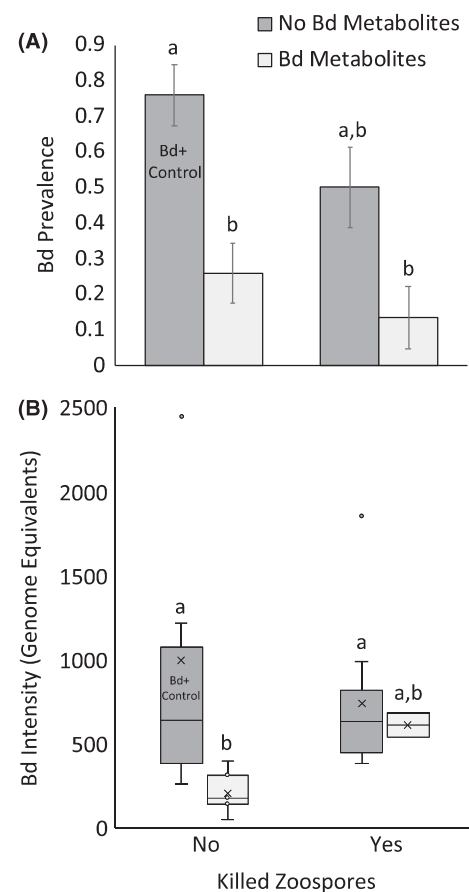 No Bd Metabolites
Bd Metabolites
(A)
Bd Prevalence
0.9
0.8
0.7
0.6
0.5
0.4
0.3
0.2
0.1
0
a
Bd+
Control
b
a,b
b
(B)
Bd Intensity (Genome Equivalents)
2500
2000
1500
1000
500
0
a
Bd+
Control
b
a
a,b
No
Yes
Killed Zoospores